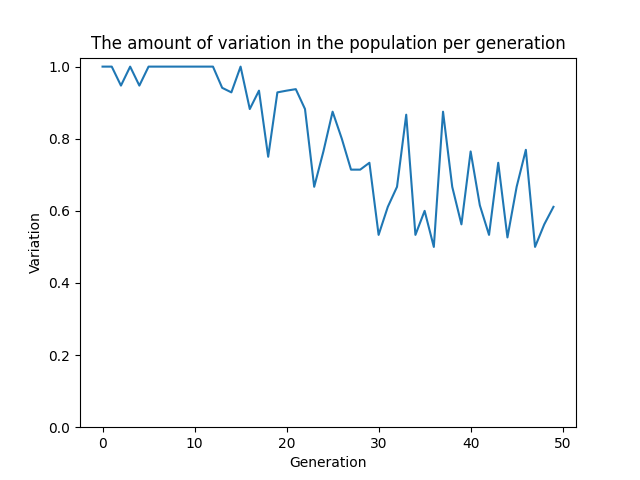 The amount of variation in the population per generation
1.0
0.8
0.6
0.4
0.2
0.0
Variation
0 10 20 30 40 50
Generation